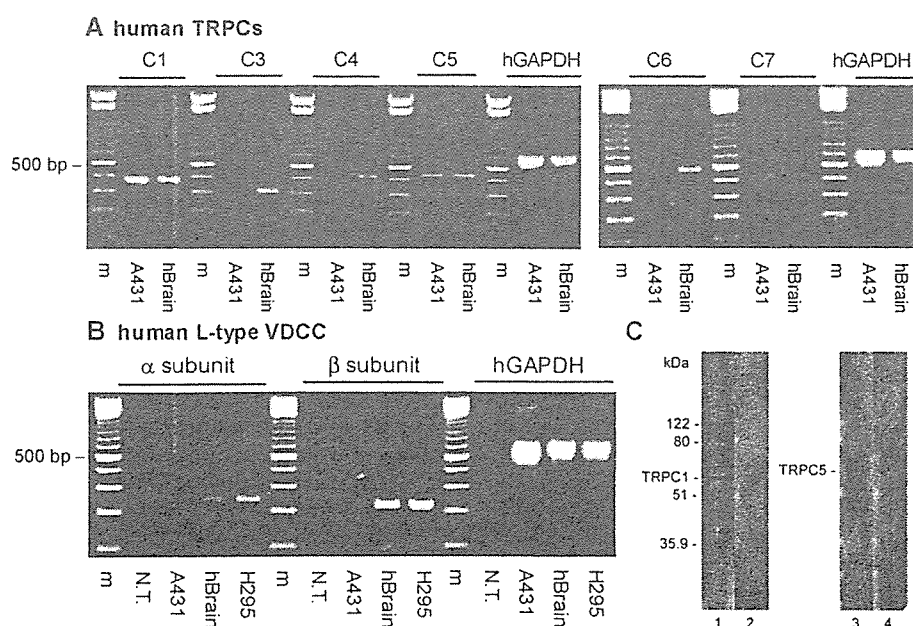 A human TRPCs
C1 C3 C4 C5 hGAPDH C6 C7 hGAPDH
500 bp –
m A431 hBrain m A431 hBrain m A431 hBrain m A431 hBrain m A431 hBrain m A431 hBrain m A431 hBrain m A431 hBrain
B human L-type VDCC
α subunit β subunit hGAPDH
500 bp –
m N.T. A431 hBrain H295 m N.T. A431 hBrain H295 m N.T. A431 hBrain H295
C
kDa
122 -
80 -
TRPC1 -
51 -
35.9 -
TRPC5 -
1 2 3 4